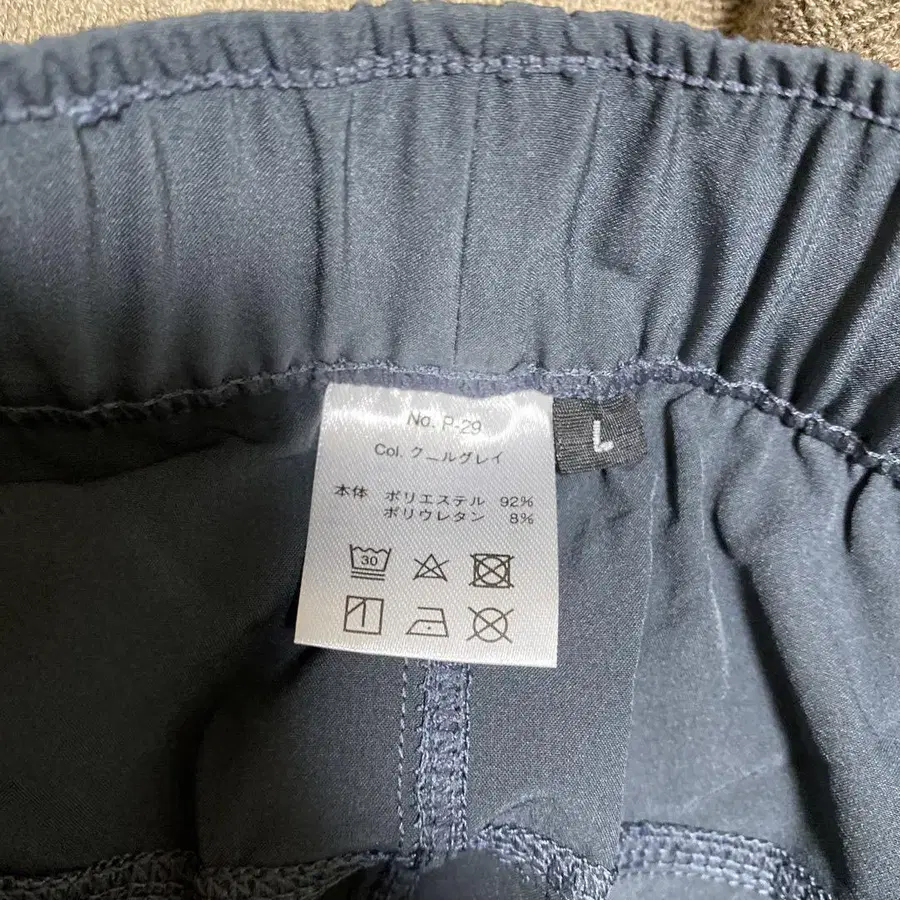 No. P-29
L
Col. クールグレイ
本体 ポリエステル 92%
ポリウレタン 8%
30